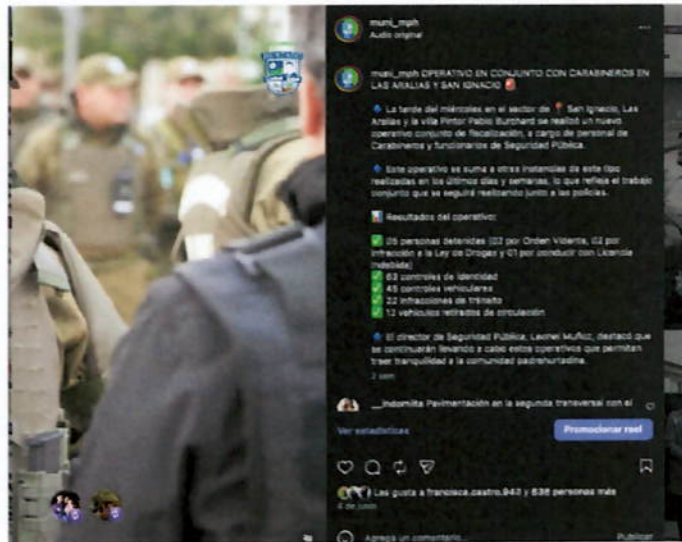 muni_mph
Audio original
muni_mph OPERATIVO EN CONJUNTO CON CARABINEROS EN
LAS ARALIAS Y SAN IGNACIO 🚨
🔹 La tarde del miércoles en el sector de 📍 San Ignacio, Las
Aralias y la villa Pintor Pablo Burchard se realizó un nuevo
operativo conjunto de fiscalización, a cargo de personal de
Carabineros y funcionarios de Seguridad Pública.
🔹 Este operativo se suma a otras instancias de este tipo
realizadas en los últimos días y semanas, lo que refleja el trabajo
conjunto que se seguirá realizando junto a las policías.
📊 Resultados del operativo:
✅ 05 personas detenidas (02 por Orden Vigente, 02 por
infracción a la Ley de Drogas y 01 por conducir con Licencia
Indebida)
✅ 63 controles de identidad
✅ 45 controles vehiculares
✅ 22 infracciones de tránsito
✅ 12 vehículos retirados de circulación
🔹 El director de Seguridad Pública, Leonel Muñoz, destacó que
se continuarán llevando a cabo estos operativos que permitan
traer tranquilidad a la comunidad padrehurtadina.
2 sem
__indomita Pavimentación en la segunda transversal con el
Ver estadísticas
Promocionar reel
Les gusta a francisca.castro.940 y 636 personas más
4 de junio
Agrega un comentario...
Publicar